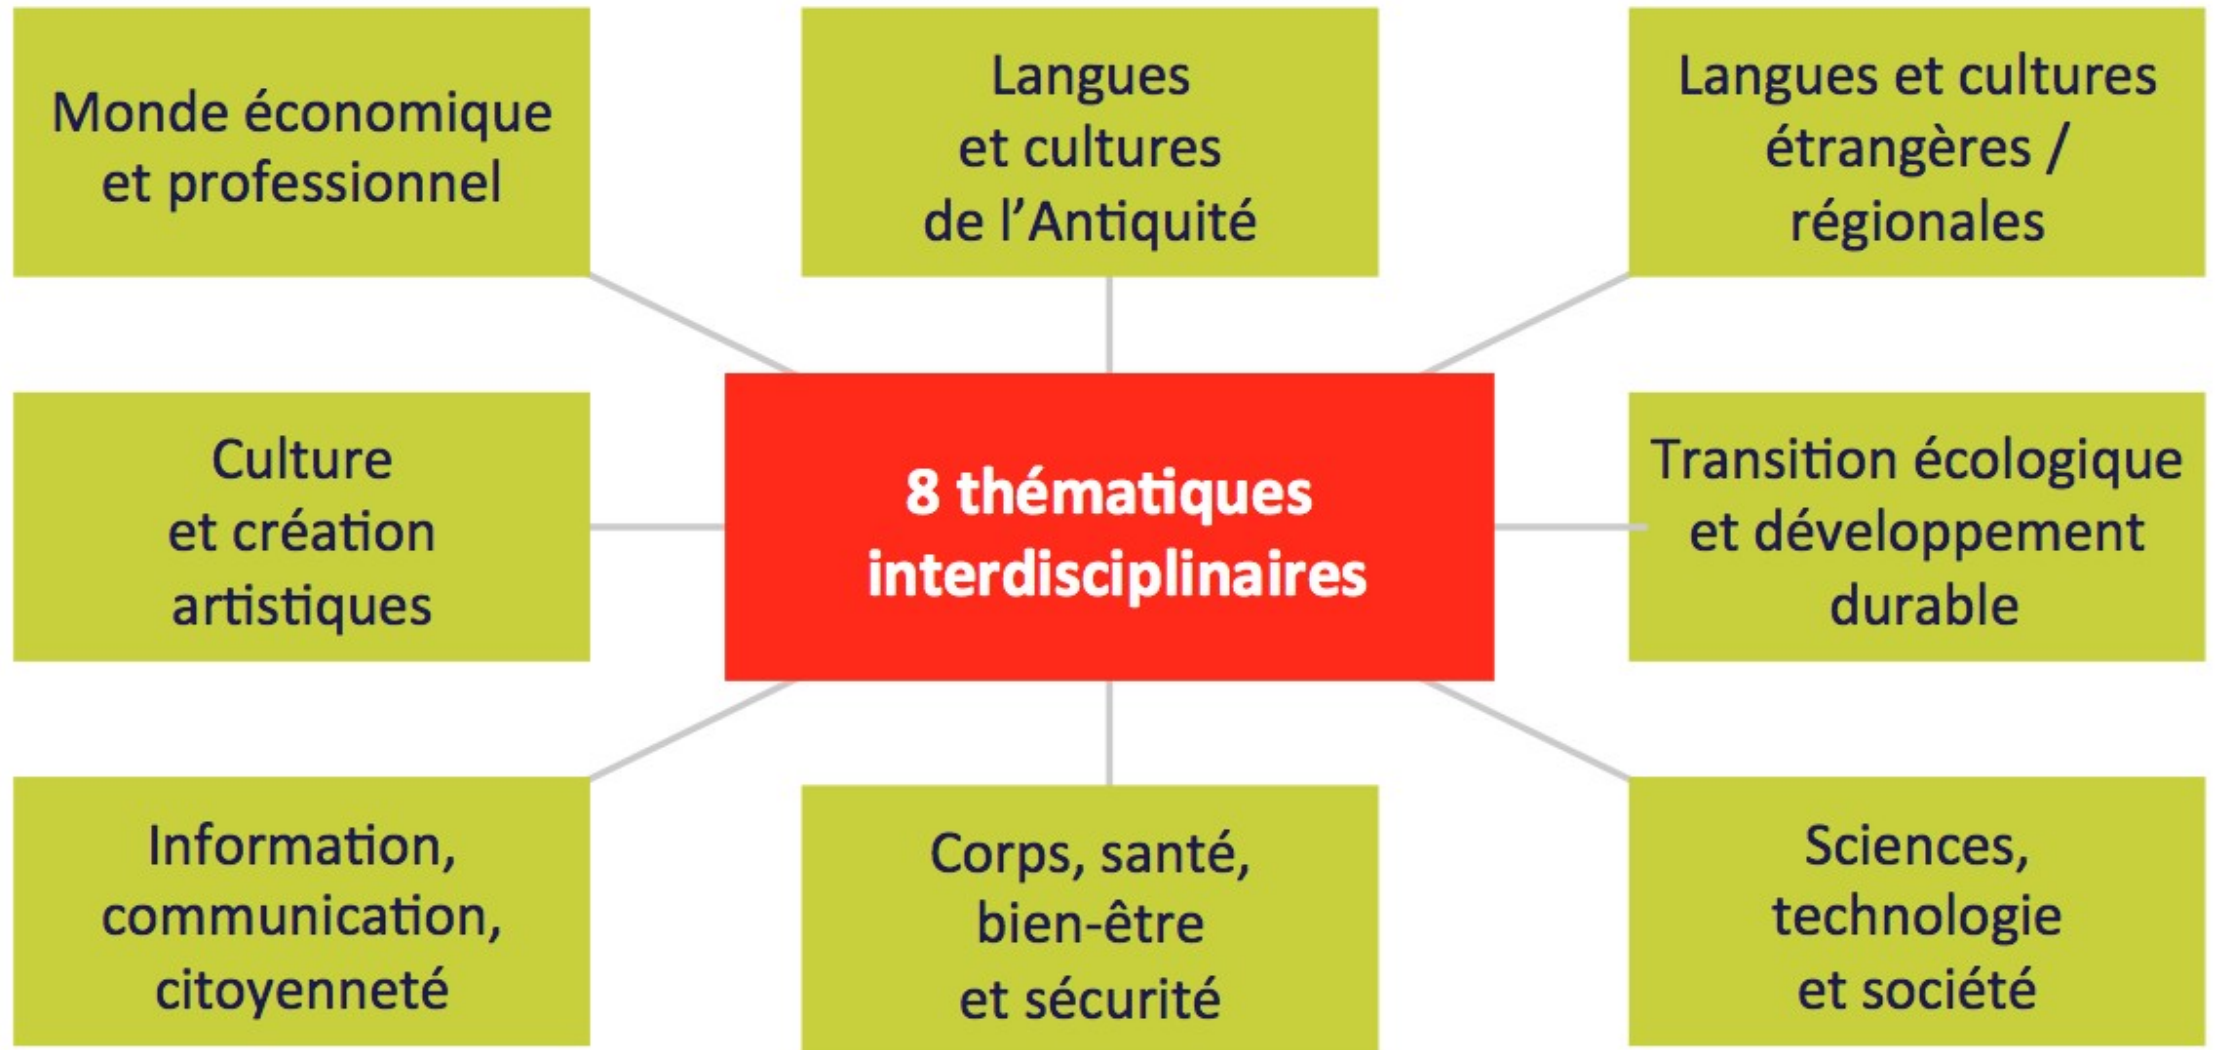 Monde économique
et professionnel
Langues
et cultures
de l’Antiquité
Langues et cultures
étrangères /
régionales
Culture
et création
artistiques
8 thématiques
interdisciplinaires
Transition écologique
et développement
durable
Information,
communication,
citoyenneté
Corps, santé,
bien-être
et sécurité
Sciences,
technologie
et société